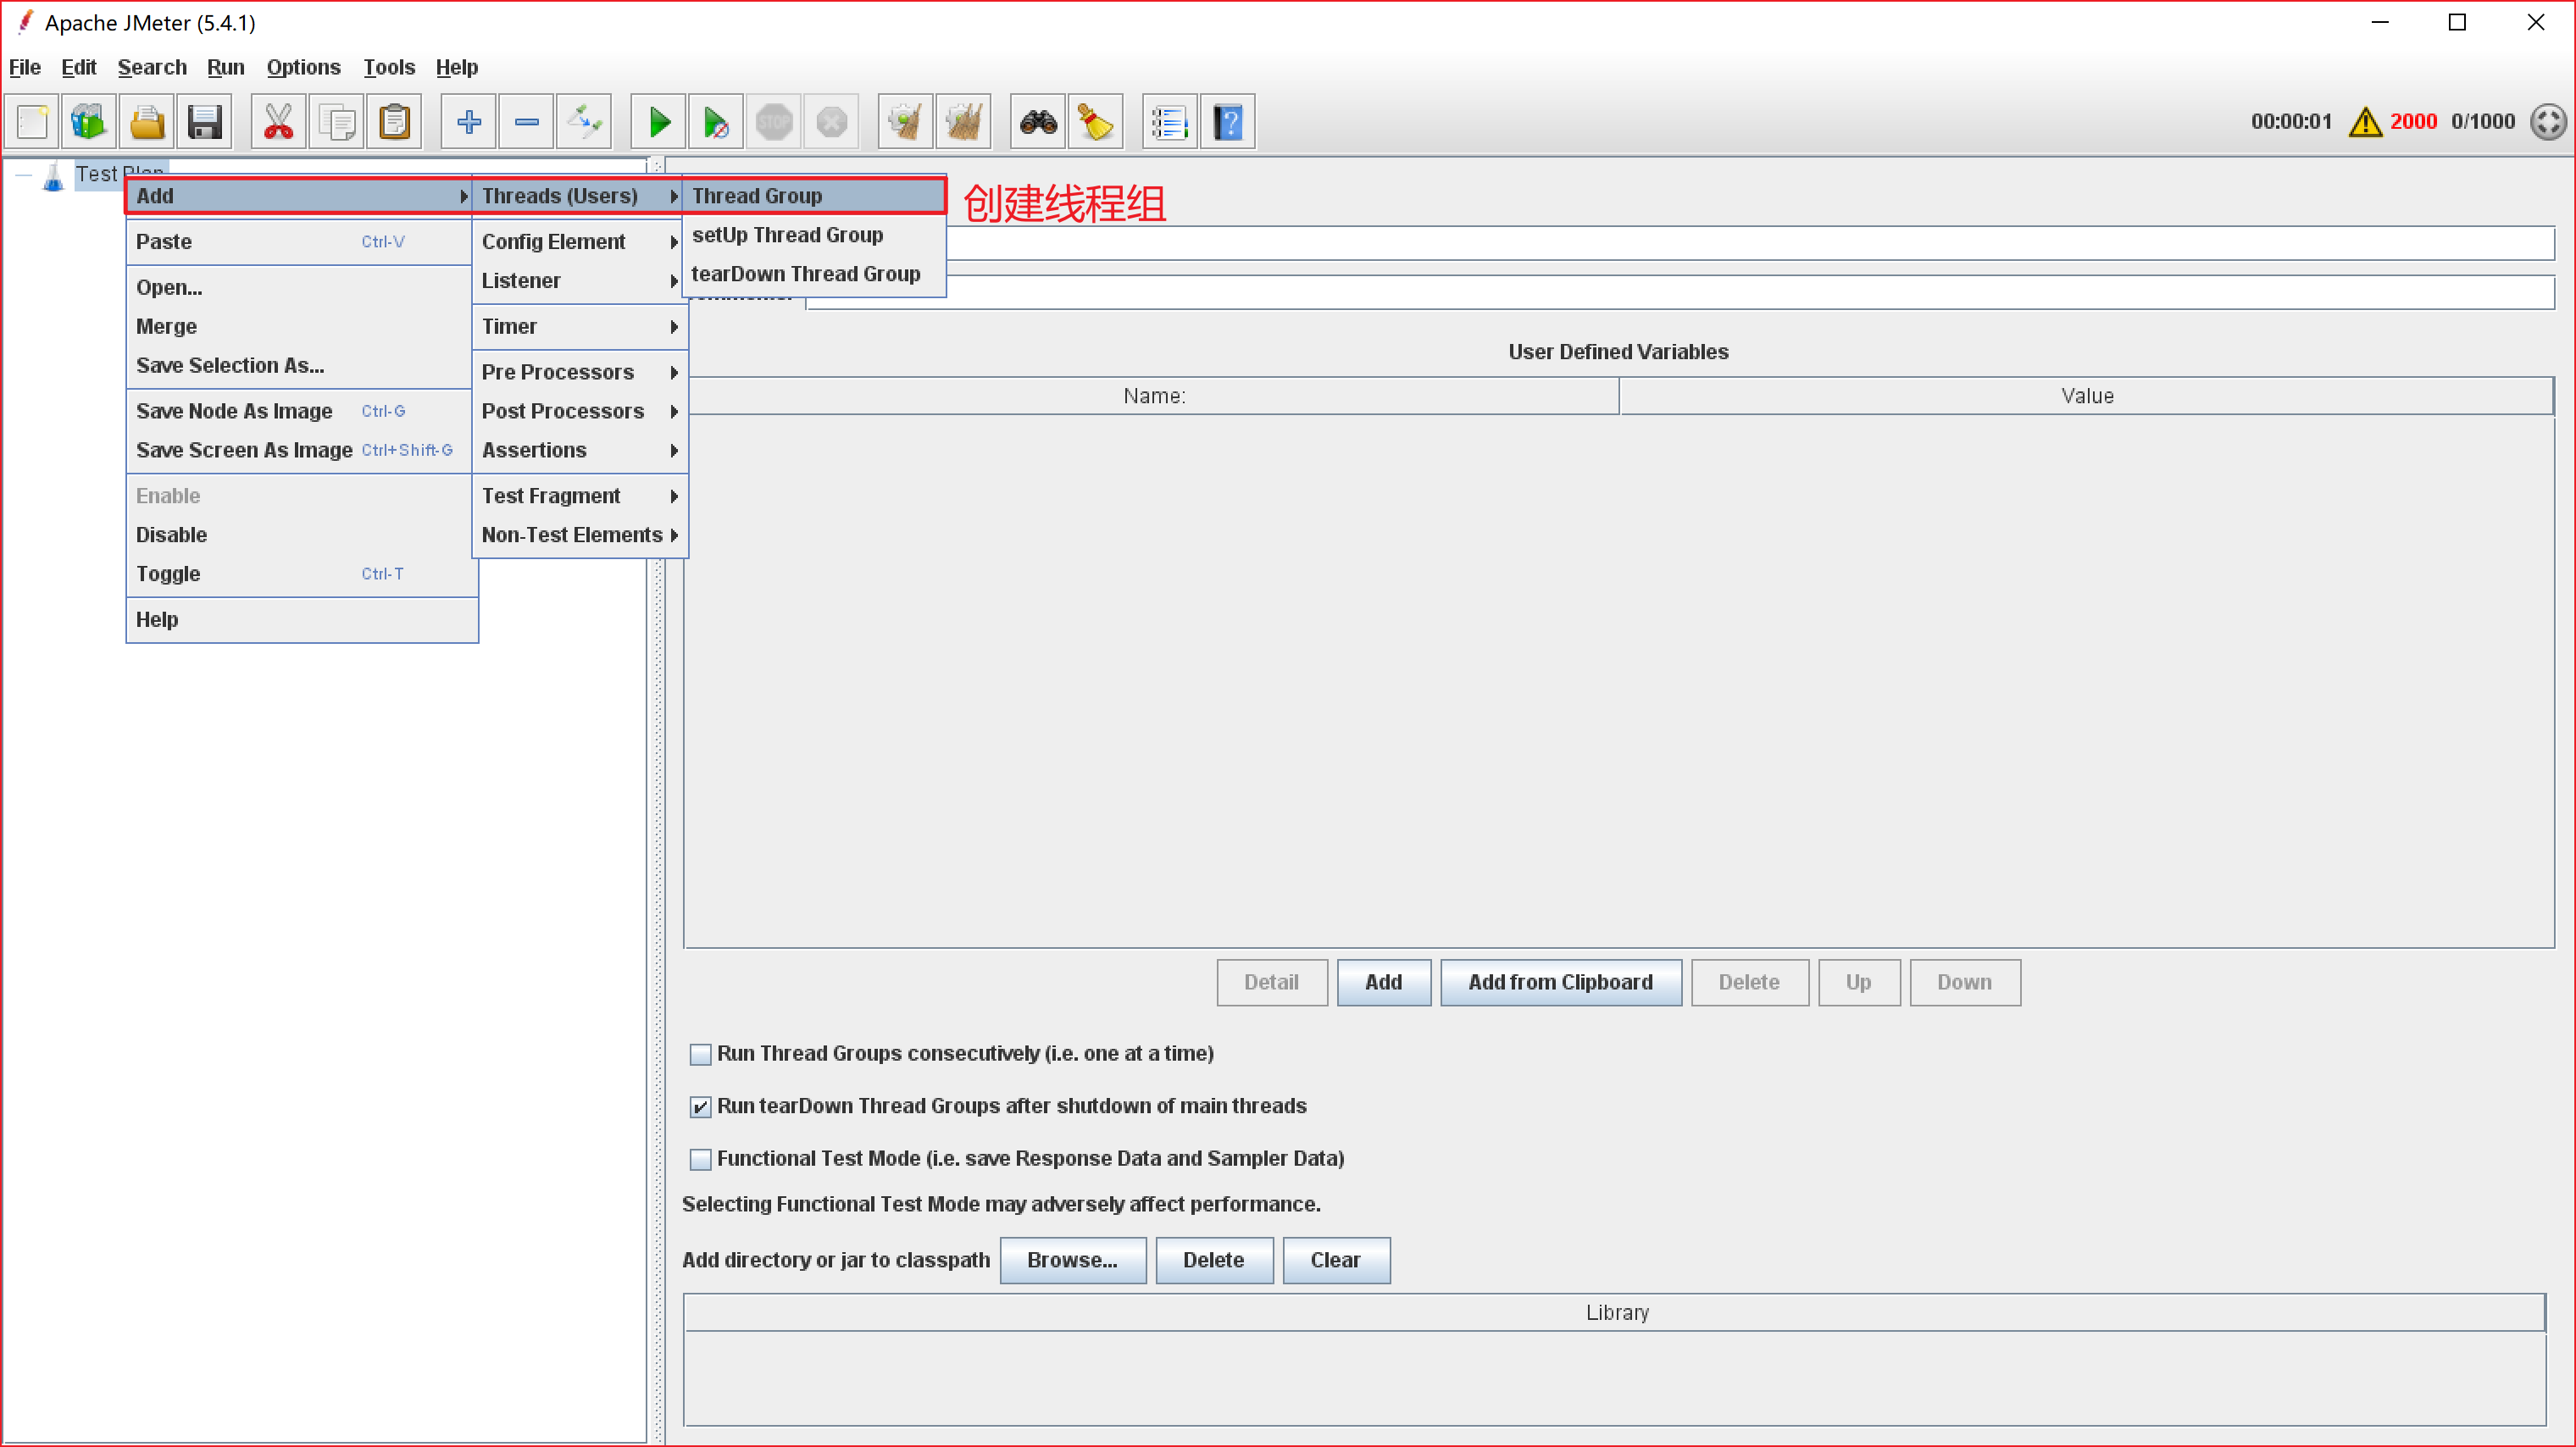 Apache JMeter (5.4.1)
File Edit Search Run Options Tools Help
STOP
00:00:01 2000 0/1000
Test Plan
Add
Paste Ctrl-V
Open...
Merge
Save Selection As...
Save Node As Image Ctrl-G
Save Screen As Image Ctrl+Shift-G
Enable
Disable
Toggle Ctrl-T
Help
Threads (Users)
Config Element
Listener
Timer
Pre Processors
Post Processors
Assertions
Test Fragment
Non-Test Elements
Thread Group
setUp Thread Group
tearDown Thread Group
创建线程组
User Defined Variables
Name: Value
Detail Add Add from Clipboard Delete Up Down
Run Thread Groups consecutively (i.e. one at a time)
Run tearDown Thread Groups after shutdown of main threads
Functional Test Mode (i.e. save Response Data and Sampler Data)
Selecting Functional Test Mode may adversely affect performance.
Add directory or jar to classpath Browse... Delete Clear
Library